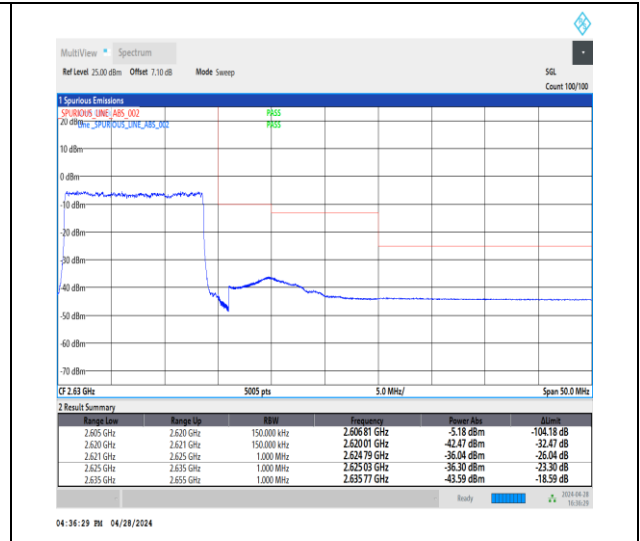 MultiView Spectrum
Ref Level 25.00 dBm Offset 7.10 dB Mode Sweep SGL
Count 100/100
1 Spurious Emissions
_SPURIOUS_LINE_ABS_002 PASS
20 dBm
Line _SPURIOUS_LINE_ABS_002 PASS
10 dBm
0 dBm
-10 dBm
-20 dBm
-30 dBm
-40 dBm
-50 dBm
-60 dBm
-70 dBm
CF 2.63 GHz 5005 pts 5.0 MHz/ Span 50.0 MHz
2 Result Summary
Range Low Range Up RBW Frequency Power Abs ΔLimit
2.605 GHz 2.620 GHz 150.000 kHz 2.606 81 GHz -5.18 dBm -104.18 dB
2.620 GHz 2.621 GHz 150.000 kHz 2.620 01 GHz -42.47 dBm -32.47 dB
2.621 GHz 2.625 GHz 1.000 MHz 2.624 79 GHz -36.04 dBm -26.04 dB
2.625 GHz 2.635 GHz 1.000 MHz 2.625 03 GHz -36.30 dBm -23.30 dB
2.635 GHz 2.655 GHz 1.000 MHz 2.635 77 GHz -43.59 dBm -18.59 dB
Ready 2024-04-28
16:36:29
04:36:29 PM 04/28/2024